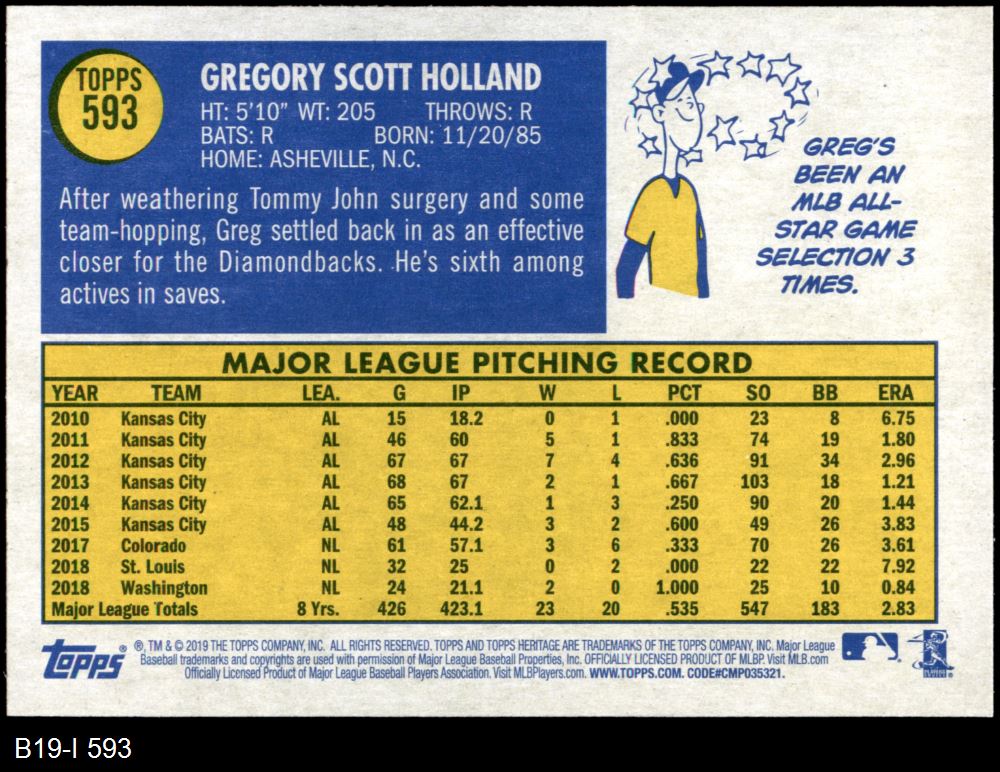 TOPPS
593
GREGORY SCOTT HOLLAND
HT: 5'10" WT: 205 THROWS: R
BATS: R BORN: 11/20/85
HOME: ASHEVILLE, N.C.
After weathering Tommy John surgery and some
team-hopping, Greg settled back in as an effective
closer for the Diamondbacks. He's sixth among
actives in saves.
GREG'S
BEEN AN
MLB ALL-
STAR GAME
SELECTION 3
TIMES.
MAJOR LEAGUE PITCHING RECORD
YEAR TEAM LEA. G IP W L PCT SO BB ERA
2010 Kansas City AL 15 18.2 0 1 .000 23 8 6.75
2011 Kansas City AL 46 60 5 1 .833 74 19 1.80
2012 Kansas City AL 67 67 7 4 .636 91 34 2.96
2013 Kansas City AL 68 67 2 1 .667 103 18 1.21
2014 Kansas City AL 65 62.1 1 3 .250 90 20 1.44
2015 Kansas City AL 48 44.2 3 2 .600 49 26 3.83
2017 Colorado NL 61 57.1 3 6 .333 70 26 3.61
2018 St. Louis NL 32 25 0 2 .000 22 22 7.92
2018 Washington NL 24 21.1 2 0 1.000 25 10 0.84
Major League Totals 8 Yrs. 426 423.1 23 20 .535 547 183 2.83
Topps® ®, TM & © 2019 THE TOPPS COMPANY, INC. ALL RIGHTS RESERVED. TOPPS AND TOPPS HERITAGE ARE TRADEMARKS OF THE TOPPS COMPANY, INC. Major League
Baseball trademarks and copyrights are used with permission of Major League Baseball Properties, Inc. OFFICIALLY LICENSED PRODUCT OF MLBP. Visit MLB.com
Officially Licensed Product of Major League Baseball Players Association. Visit MLBPlayers.com. WWW.TOPPS.COM. CODE#CMP035321.
B19-I 593